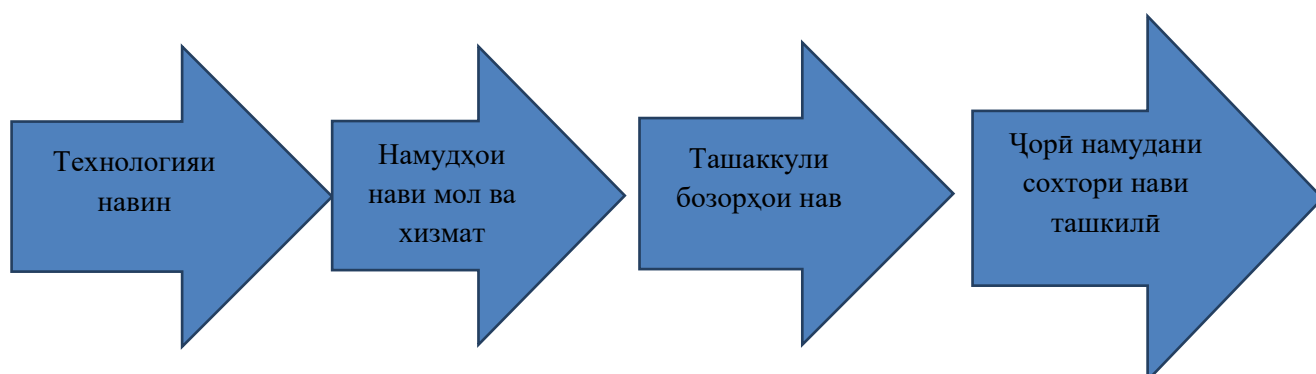 Технологияи
навин
Намудҳои
нави мол ва
хизмат
Ташаккули
бозорҳои нав
Ҷорӣ намудани
сохтори нави
ташкилӣ